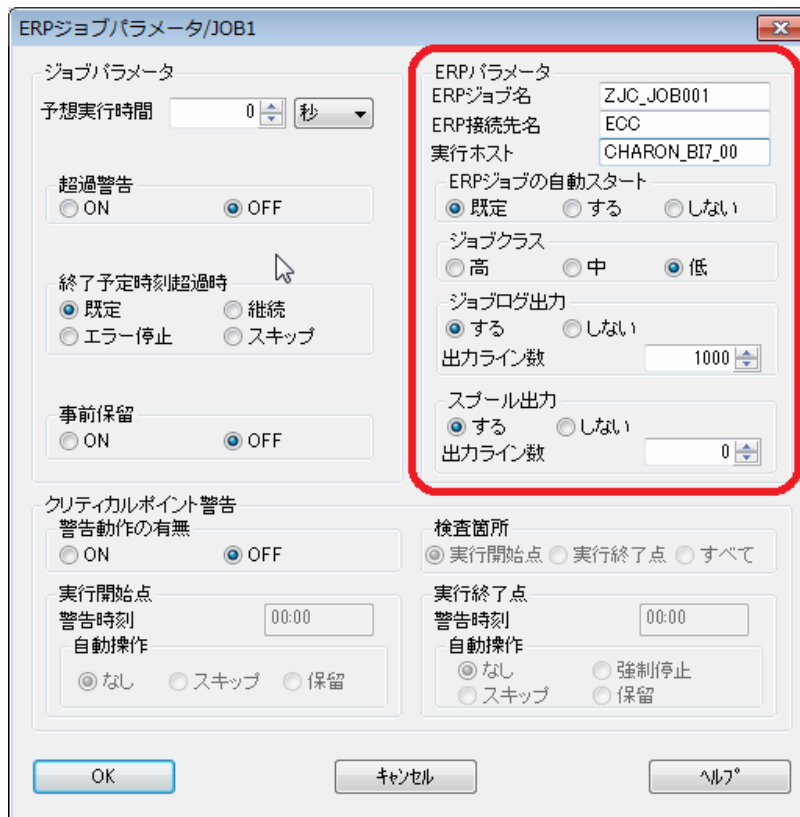 ERPジョブパラメータ/JOB1
ジョブパラメータ
予想実行時間 0 秒
超過警告
ON OFF
終了予定時刻超過時
既定 継続
エラー停止 スキップ
事前保留
ON OFF
ERPパラメータ
ERPジョブ名 ZJC_JOB001
ERP接続先名 ECC
実行ホスト CHARON_BI7_00
ERPジョブの自動スタート
既定 する しない
ジョブクラス
高 中 低
ジョブログ出力
する しない
出力ライン数 1000
スプール出力
する しない
出力ライン数 0
クリティカルポイント警告
警告動作の有無
ON OFF
検査箇所
実行開始点 実行終了点 すべて
実行開始点
警告時刻 00:00
自動操作
なし スキップ 保留
実行終了点
警告時刻 00:00
自動操作
なし 強制停止
スキップ 保留
OK キャンセル ヘルプ